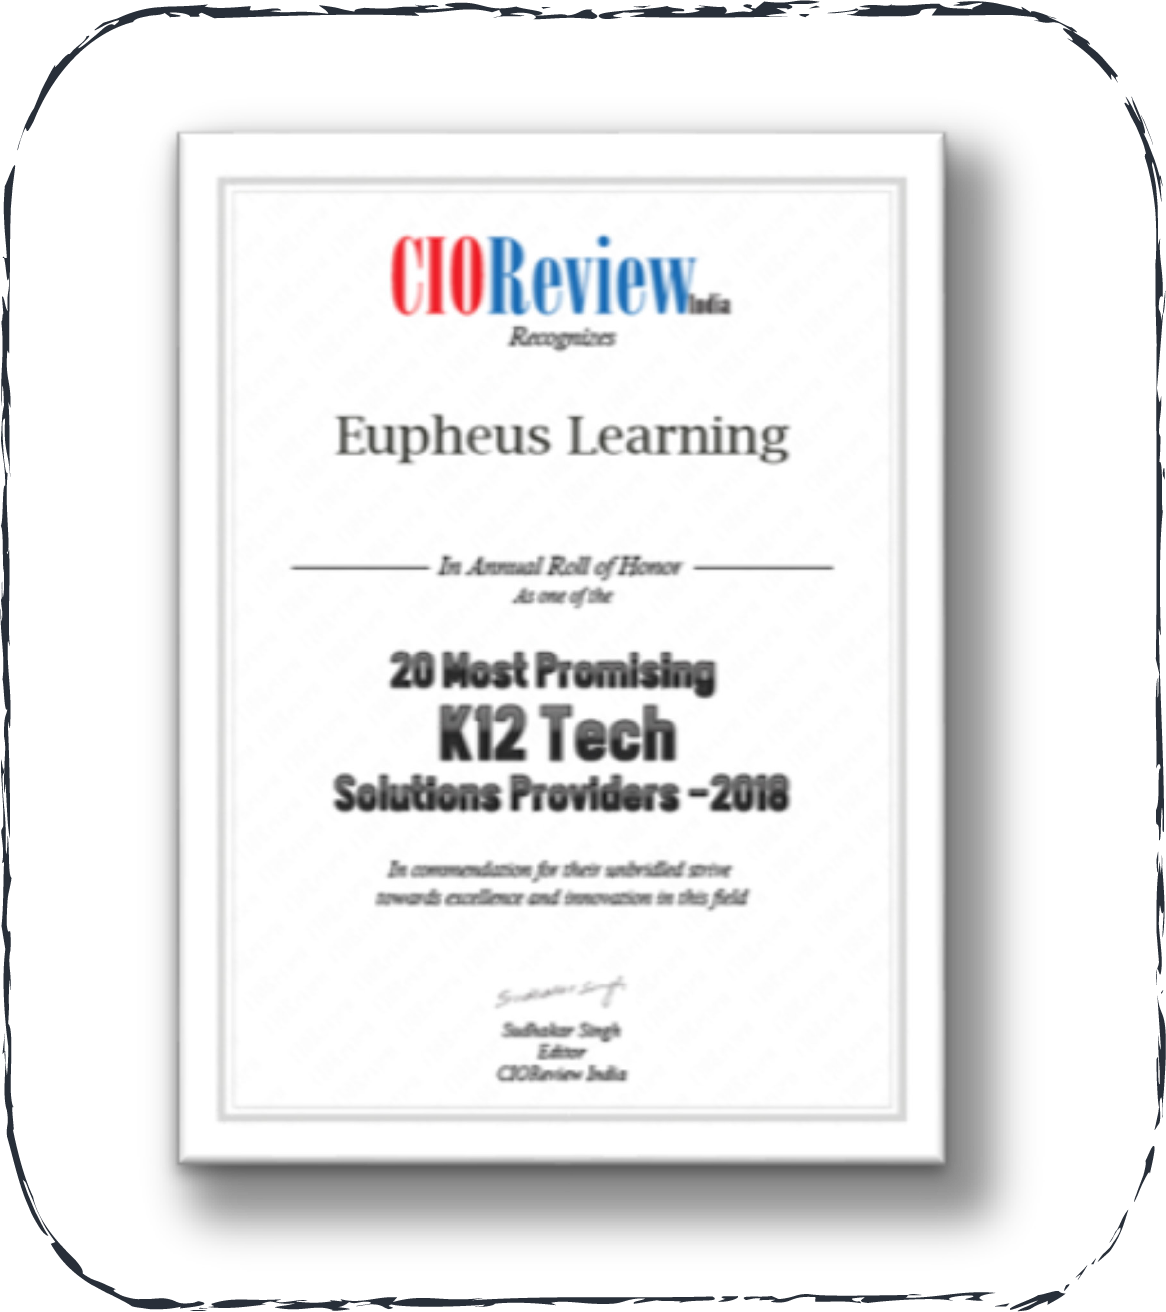 CIOReview India
Recognizes
Eupheus Learning
In Annual Roll of Honor
As one of the
20 Most Promising
K12 Tech
Solutions Providers -2018
In commendation for their unbridled strive
towards excellence and innovation in this field
Sudhakar Singh
Sudhakar Singh
Editor
CIOReview India